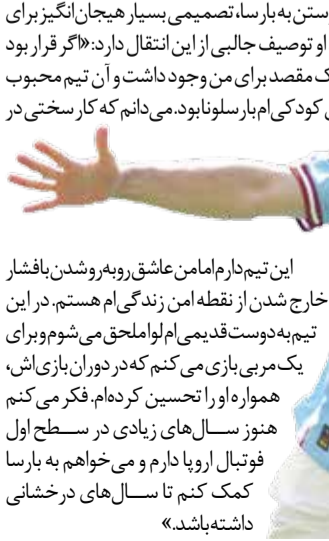 ستن به بارسا، تصمیمی بسیار هیجان‌انگیز برای
او توصیف جالبی از این انتقال دارد: «اگر قرار بود
ک مقصد برای من وجود داشت و آن تیم محبوب
کودکی‌ام بارسلونا بود. می‌دانم که کار سختی در
این تیم دارم اما من عاشق روبه‌رو شدن با فشار
خارج شدن از نقطه امن زندگی‌ام هستم. در این
تیم به دوست قدیمی‌ام لوا ملحق می‌شوم و برای
یک مربی بازی می‌کنم که در دوران بازی‌اش،
همواره او را تحسین کرده‌ام. فکر می‌کنم
هنوز ســال‌های زیادی در ســطح اول
فوتبال اروپا دارم و می‌خواهم به بارسا
کمک کنم تا ســال‌های درخشانی
داشته‌باشد.»